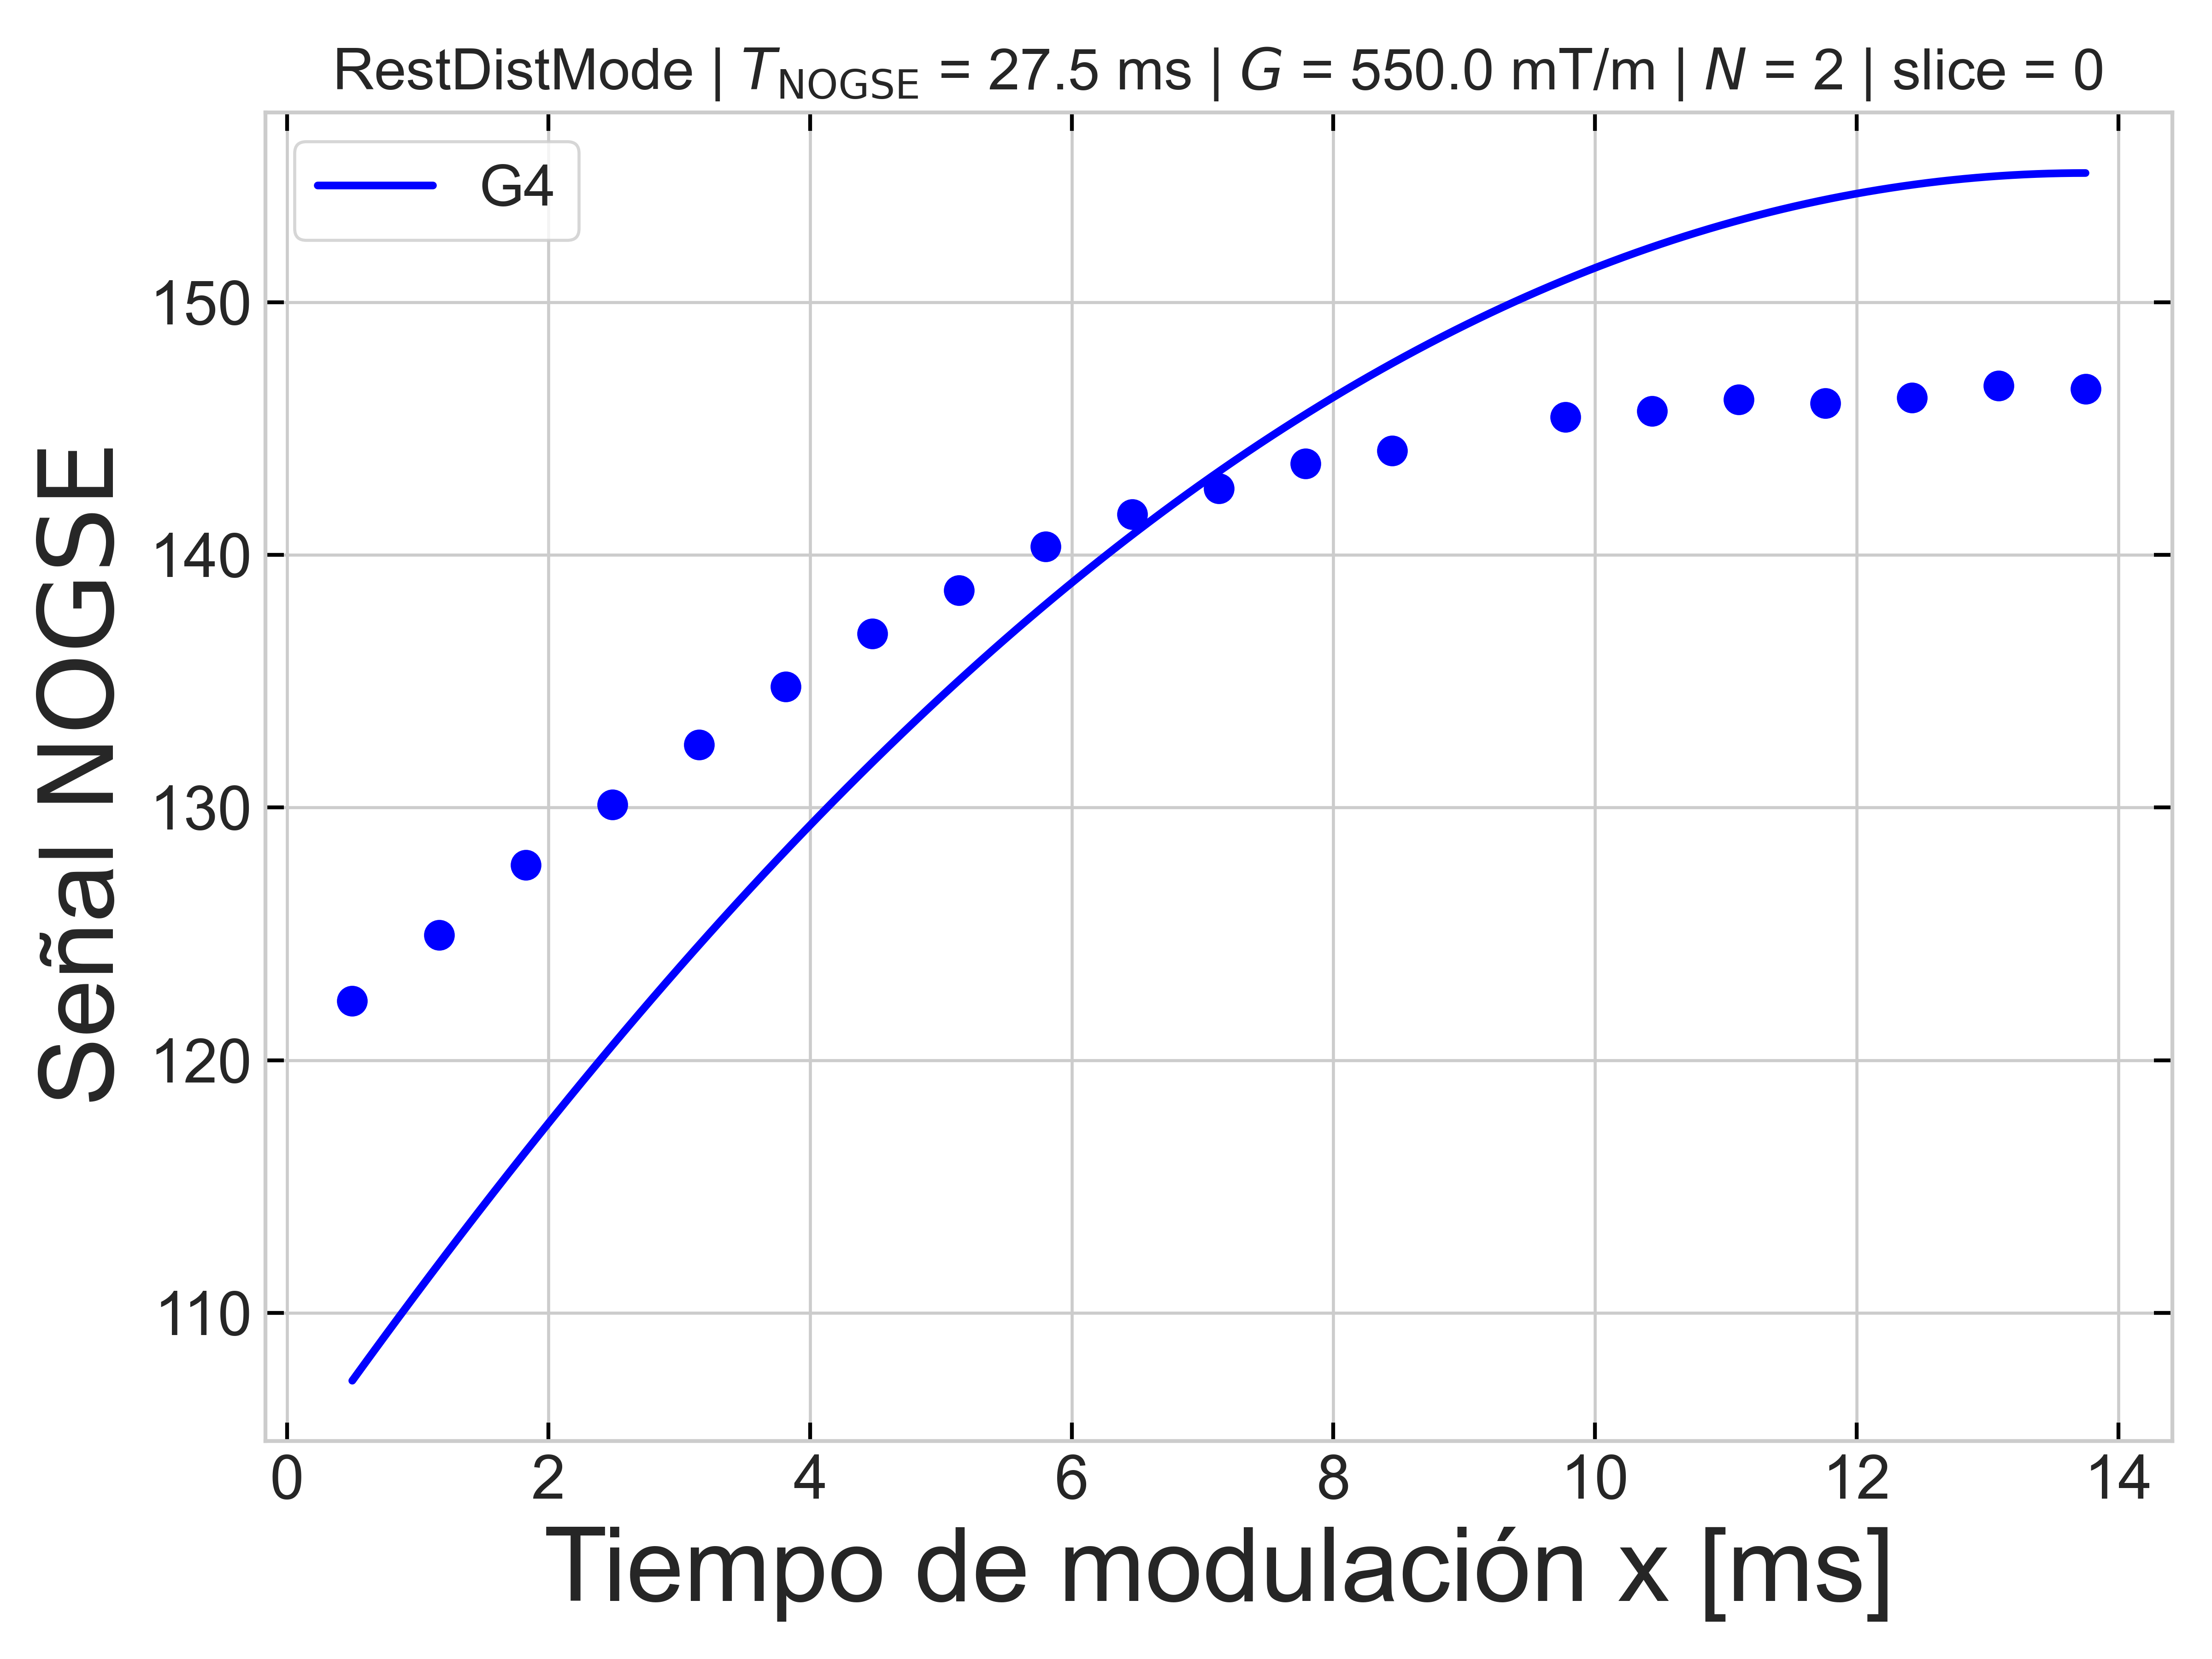 RestDistMode | T_NOGSE = 27.5 ms | G = 550.0 mT/m | N = 2 | slice = 0
G4
Señal NOGSE
150
140
130
120
110
0 2 4 6 8 10 12 14
Tiempo de modulación x [ms]